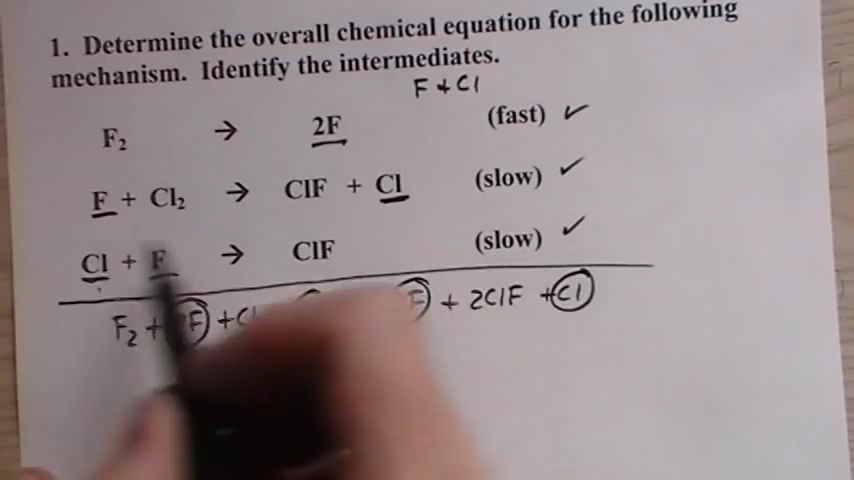 1. Determine the overall chemical equation for the following
mechanism. Identify the intermediates.
F + Cl
F₂ → 2F (fast) ✓
F + Cl₂ → ClF + Cl (slow) ✓
Cl + F → ClF (slow) ✓
F₂ + F + F + 2ClF + Cl